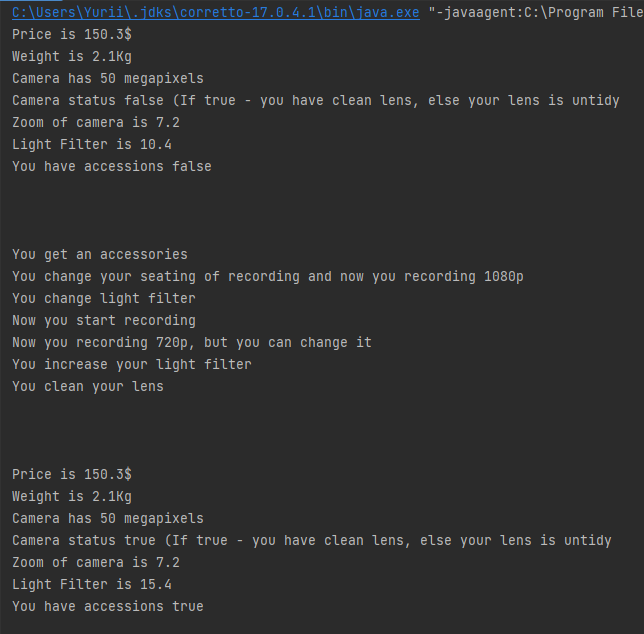 C:\Users\Yurii\.jdks\corretto-17.0.4.1\bin\java.exe "-javaagent:C:\Program File
Price is 150.3$
Weight is 2.1Kg
Camera has 50 megapixels
Camera status false (If true - you have clean lens, else your lens is untidy
Zoom of camera is 7.2
Light Filter is 10.4
You have accessions false
You get an accessories
You change your seating of recording and now you recording 1080p
You change light filter
Now you start recording
Now you recording 720p, but you can change it
You increase your light filter
You clean your lens
Price is 150.3$
Weight is 2.1Kg
Camera has 50 megapixels
Camera status true (If true - you have clean lens, else your lens is untidy
Zoom of camera is 7.2
Light Filter is 15.4
You have accessions true